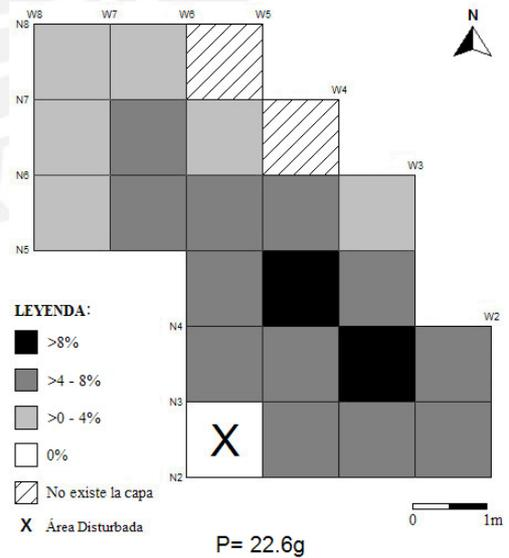 W8 W7 W6 W5
N
N8
N7
W4
W3
N6
N5
LEYENDA:
W2
>8%
N4
>4 - 8%
>0 - 4%
N3
0%
X
No existe la capa
N2
X Área Disturbada
0 1m
P= 22.6g